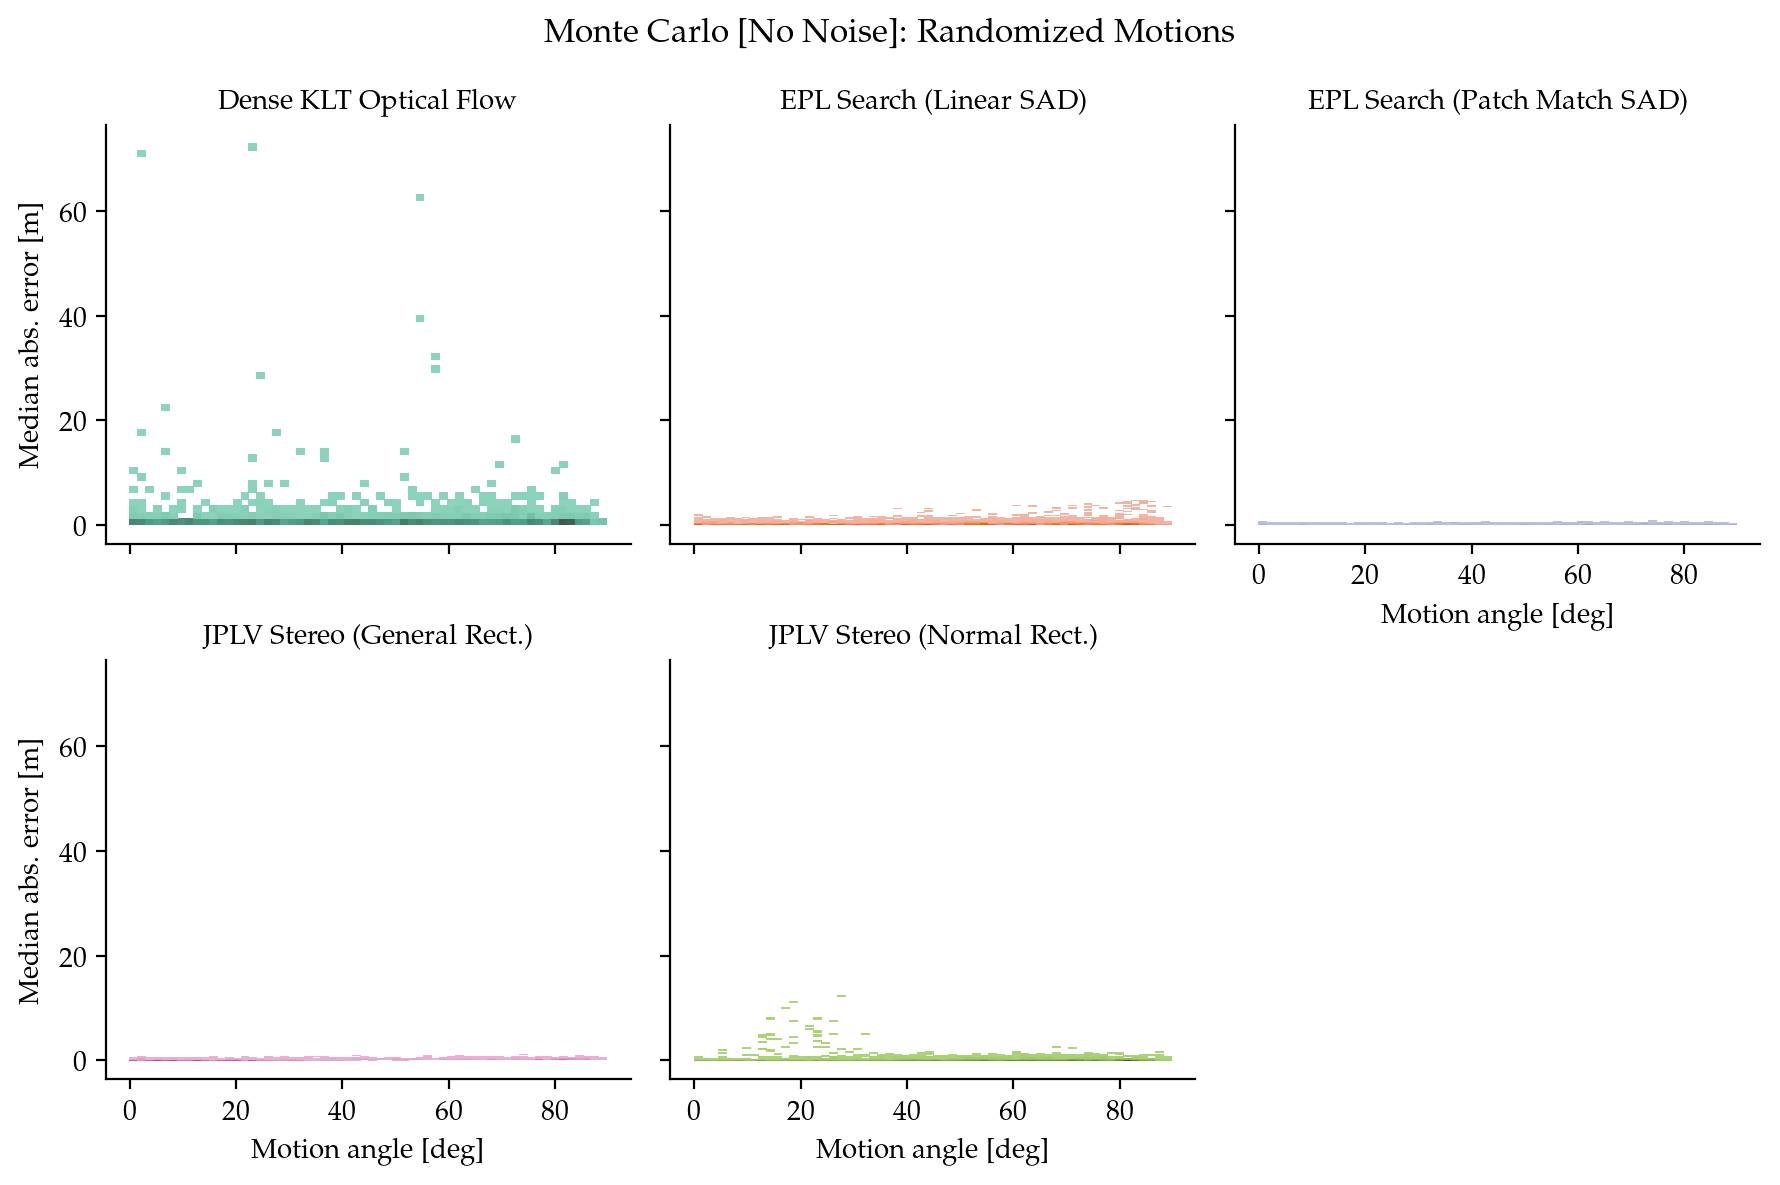 Monte Carlo [No Noise]: Randomized Motions
Dense KLT Optical Flow
Median abs. error [m]
60
40
20
0
EPL Search (Linear SAD)
EPL Search (Patch Match SAD)
0 20 40 60 80
Motion angle [deg]
JPLV Stereo (General Rect.)
Median abs. error [m]
60
40
20
0
0 20 40 60 80
Motion angle [deg]
JPLV Stereo (Normal Rect.)
0 20 40 60 80
Motion angle [deg]